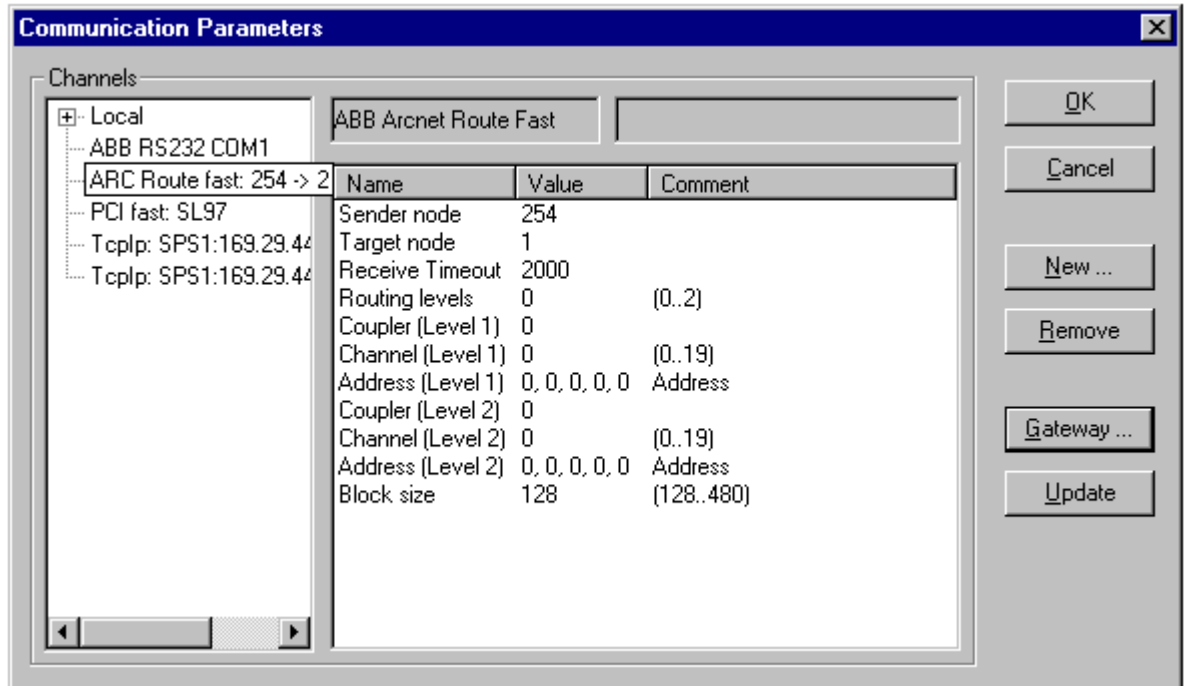 Communication Parameters
Channels
Local
ABB RS232 COM1
ARC Route fast: 254 -> 2
PCI fast: SL97
TcpIp: SPS1:169.29.44
TcpIp: SPS1:169.29.44
ABB Arcnet Route Fast
Name Value Comment
Sender node 254
Target node 1
Receive Timeout 2000
Routing levels 0 (0..2)
Coupler (Level 1) 0
Channel (Level 1) 0 (0..19)
Address (Level 1) 0, 0, 0, 0, 0 Address
Coupler (Level 2) 0
Channel (Level 2) 0 (0..19)
Address (Level 2) 0, 0, 0, 0, 0 Address
Block size 128 (128..480)
OK
Cancel
New ...
Remove
Gateway ...
Update